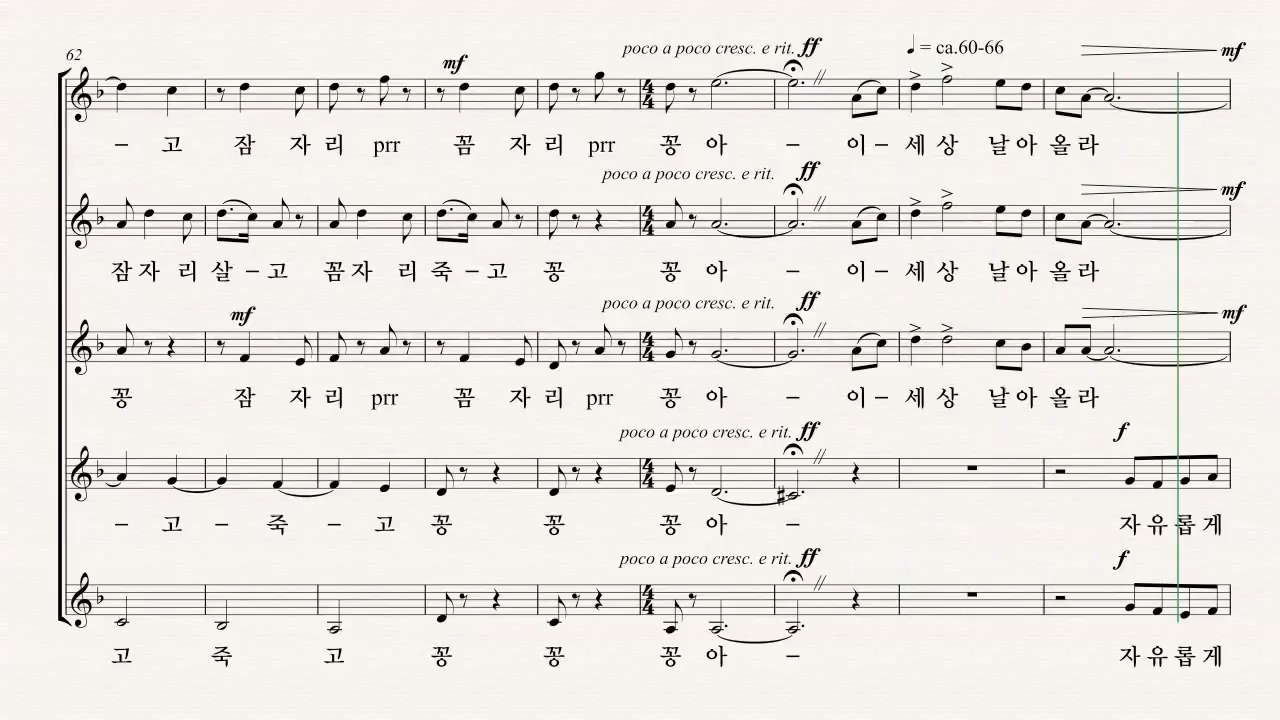 62
mf
poco a poco cresc. e rit. ff
♩ = ca.60-66
mf
– 고 잠 자 리 prr 꼼 자 리 prr 꽁 아 – 이 – 세 상 날 아 올 라
poco a poco cresc. e rit. ff
mf
잠 자 리 살 – 고 꼼 자 리 죽 – 고 꽁 꽁 아 – 이 – 세 상 날 아 올 라
mf
poco a poco cresc. e rit. ff
mf
꽁 잠 자 리 prr 꼼 자 리 prr 꽁 아 – 이 – 세 상 날 아 올 라
poco a poco cresc. e rit. ff
f
– 고 – 죽 – 고 꽁 꽁 꽁 아 – 자 유 롭 게
poco a poco cresc. e rit. ff
f
고 죽 고 꽁 꽁 꽁 아 – 자 유 롭 게